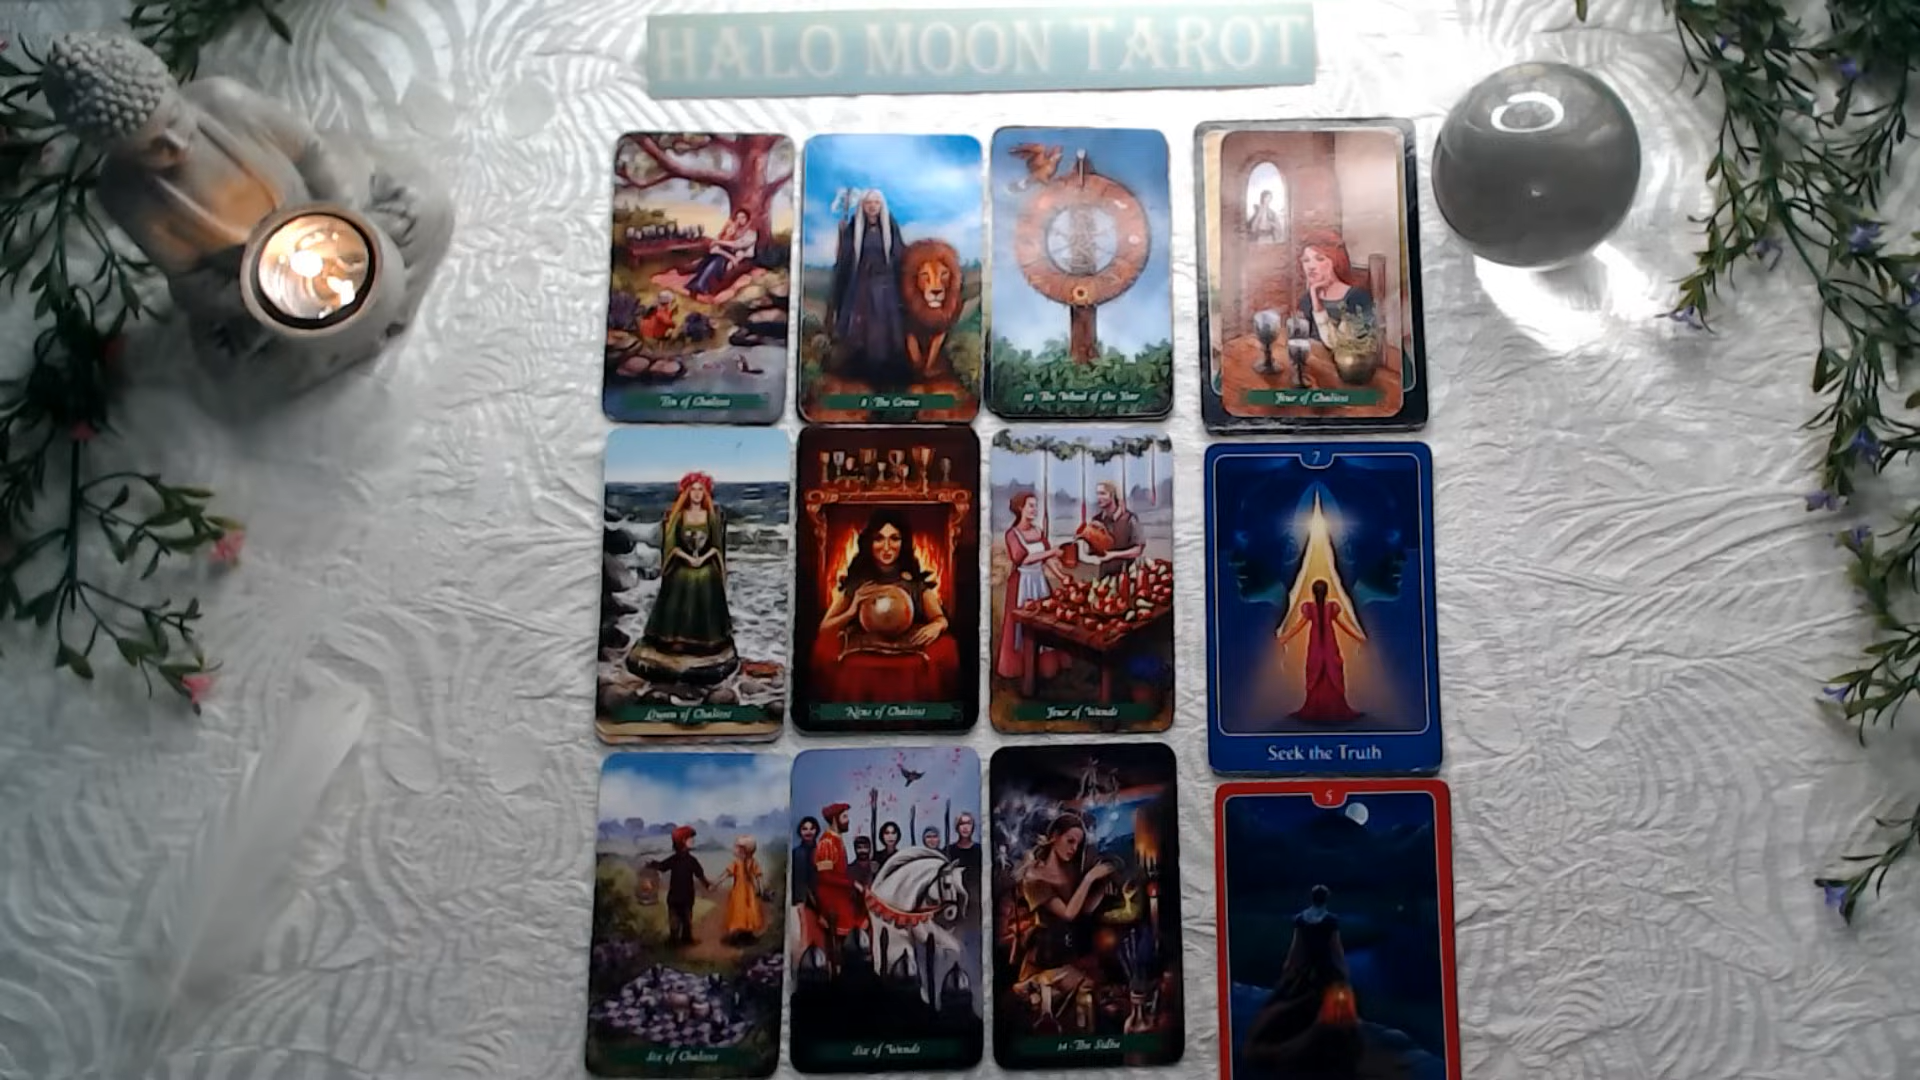 HALO MOON TAROT
Ten of Chalices
8 - The Crone
10 - The Wheel of the Year
Four of Chalices
Queen of Chalices
Nine of Chalices
Four of Wands
7
Seek the Truth
Six of Chalices
Six of Wands
14 - The Sidhe
5